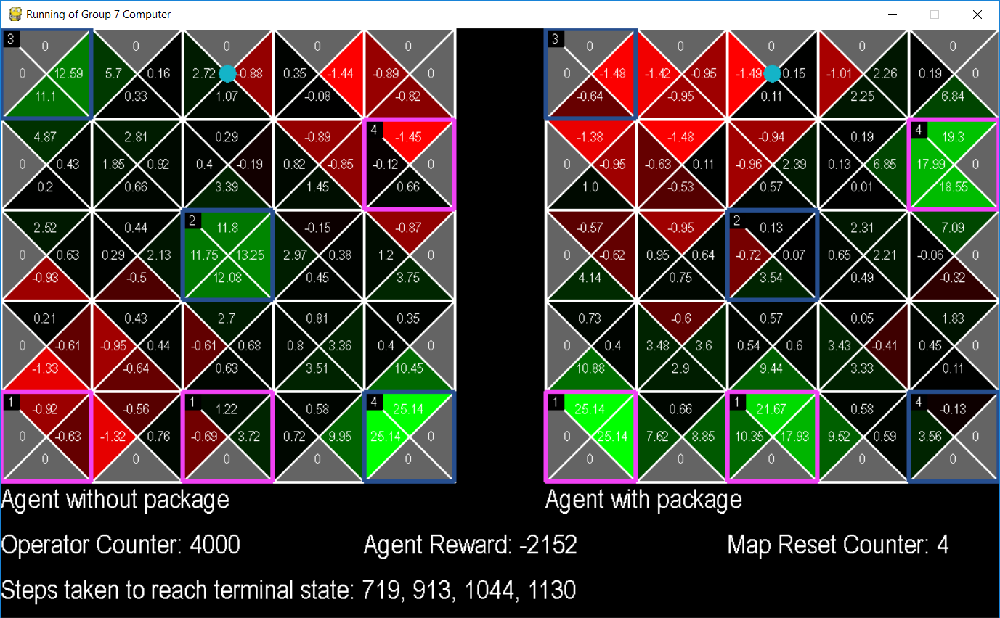 Running of Group 7 Computer
3 0 0 0 0 0 3 0 0 0 0 0
0 12.59 5.7 0.16 2.72 -0.88 0.35 -1.44 -0.89 0 0 -1.48 -1.42 -0.95 -1.49 0.15 -1.01 2.26 0.19 0
11.1 0.33 1.07 -0.08 -0.82 -0.64 -0.95 0.11 2.25 6.84
4.87 2.81 0.29 -0.89 4 -1.45 -1.38 -1.48 -0.94 0.19 4 19.3
0 0.43 1.85 0.92 0.4 -0.19 0.82 -0.85 -0.12 0 0 -0.95 -0.63 0.11 -0.96 2.39 0.13 6.85 17.99 0
0.2 0.66 3.39 1.45 0.66 1.0 -0.53 0.57 0.01 18.55
2.52 0.44 2 11.8 -0.15 -0.87 -0.57 -0.95 2 0.13 2.31 7.09
0 0.63 0.29 2.13 11.75 13.25 2.97 0.38 1.2 0 0 -0.62 0.95 0.64 -0.72 0.07 0.65 2.21 -0.06 0
-0.93 -0.5 12.08 0.45 3.75 4.14 0.75 3.54 0.49 -0.32
0.21 0.43 2.7 0.81 0.35 0.73 -0.6 0.57 0.05 1.83
0 -0.61 -0.95 0.44 -0.61 0.68 0.8 3.36 0.4 0 0 0.4 3.48 3.6 0.54 0.6 3.43 -0.41 0.45 0
-1.33 -0.64 0.63 3.51 10.45 10.88 2.9 9.44 3.33 0.11
1 -0.92 -0.56 1 1.22 0.58 4 25.14 1 25.14 0.66 1 21.67 0.58 4 -0.13
0 -0.63 -1.32 0.76 -0.69 3.72 0.72 9.95 25.14 0 0 25.14 7.62 8.85 10.35 17.93 9.52 0.59 3.56 0
0 0 0 0 0 0 0 0 0 0
Agent without package Agent with package
Operator Counter: 4000 Agent Reward: -2152 Map Reset Counter: 4
Steps taken to reach terminal state: 719, 913, 1044, 1130